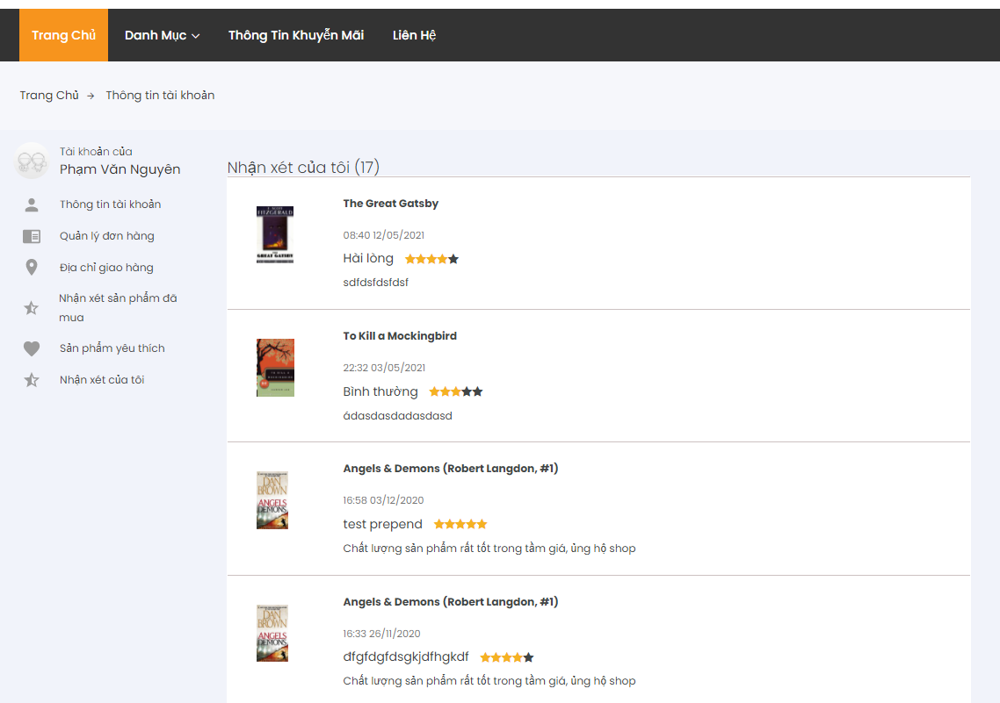 Trang Chủ Danh Mục Thông Tin Khuyễn Mãi Liên Hệ
Trang Chủ → Thông tin tài khoản
Tài khoản của
Phạm Văn Nguyên
Thông tin tài khoản
Quản lý đơn hàng
Địa chỉ giao hàng
Nhận xét sản phẩm đã
mua
Sản phẩm yêu thích
Nhận xét của tôi
Nhận xét của tôi (17)
FITZGERALD
GREAT GATSBY
The Great Gatsby
08:40 12/05/2021
Hài lòng
sdfdsfdsfdsf
TO KILL A
MOCKINGBIRD
To Kill a Mockingbird
22:32 03/05/2021
Bình thường
ádasdasdadasdasd
DAN
BROWN
ANGELS
DEMONS
Angels & Demons (Robert Langdon, #1)
16:58 03/12/2020
test prepend
Chất lượng sản phẩm rất tốt trong tầm giá, ủng hộ shop
DAN
BROWN
ANGELS
DEMONS
Angels & Demons (Robert Langdon, #1)
16:33 26/11/2020
dfgfdgfdsgkjdfhgkdf
Chất lượng sản phẩm rất tốt trong tầm giá, ủng hộ shop